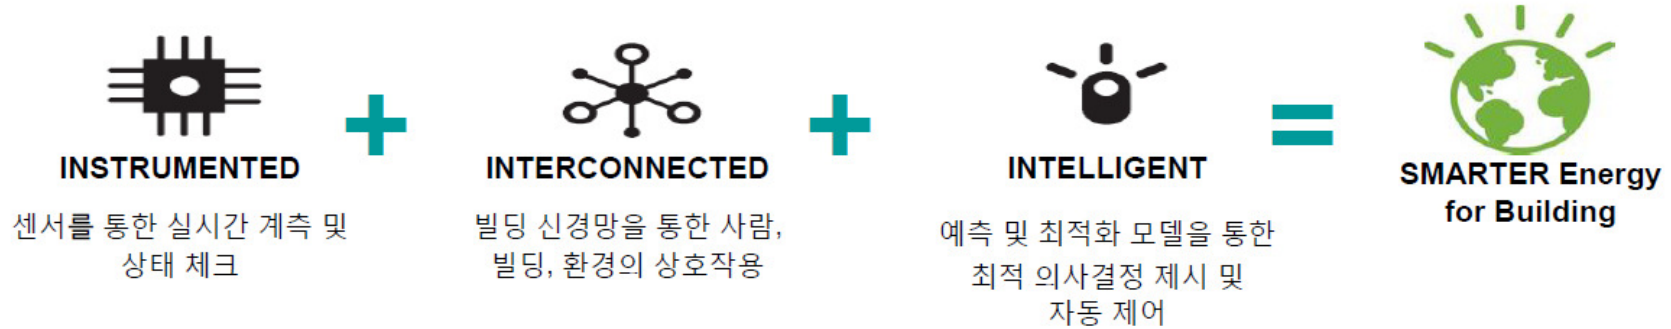 INSTRUMENTED
센서를 통한 실시간 계측 및
상태 체크
INTERCONNECTED
빌딩 신경망을 통한 사람,
빌딩, 환경의 상호작용
INTELLIGENT
예측 및 최적화 모델을 통한
최적 의사결정 제시 및
자동 제어
SMARTER Energy
for Building